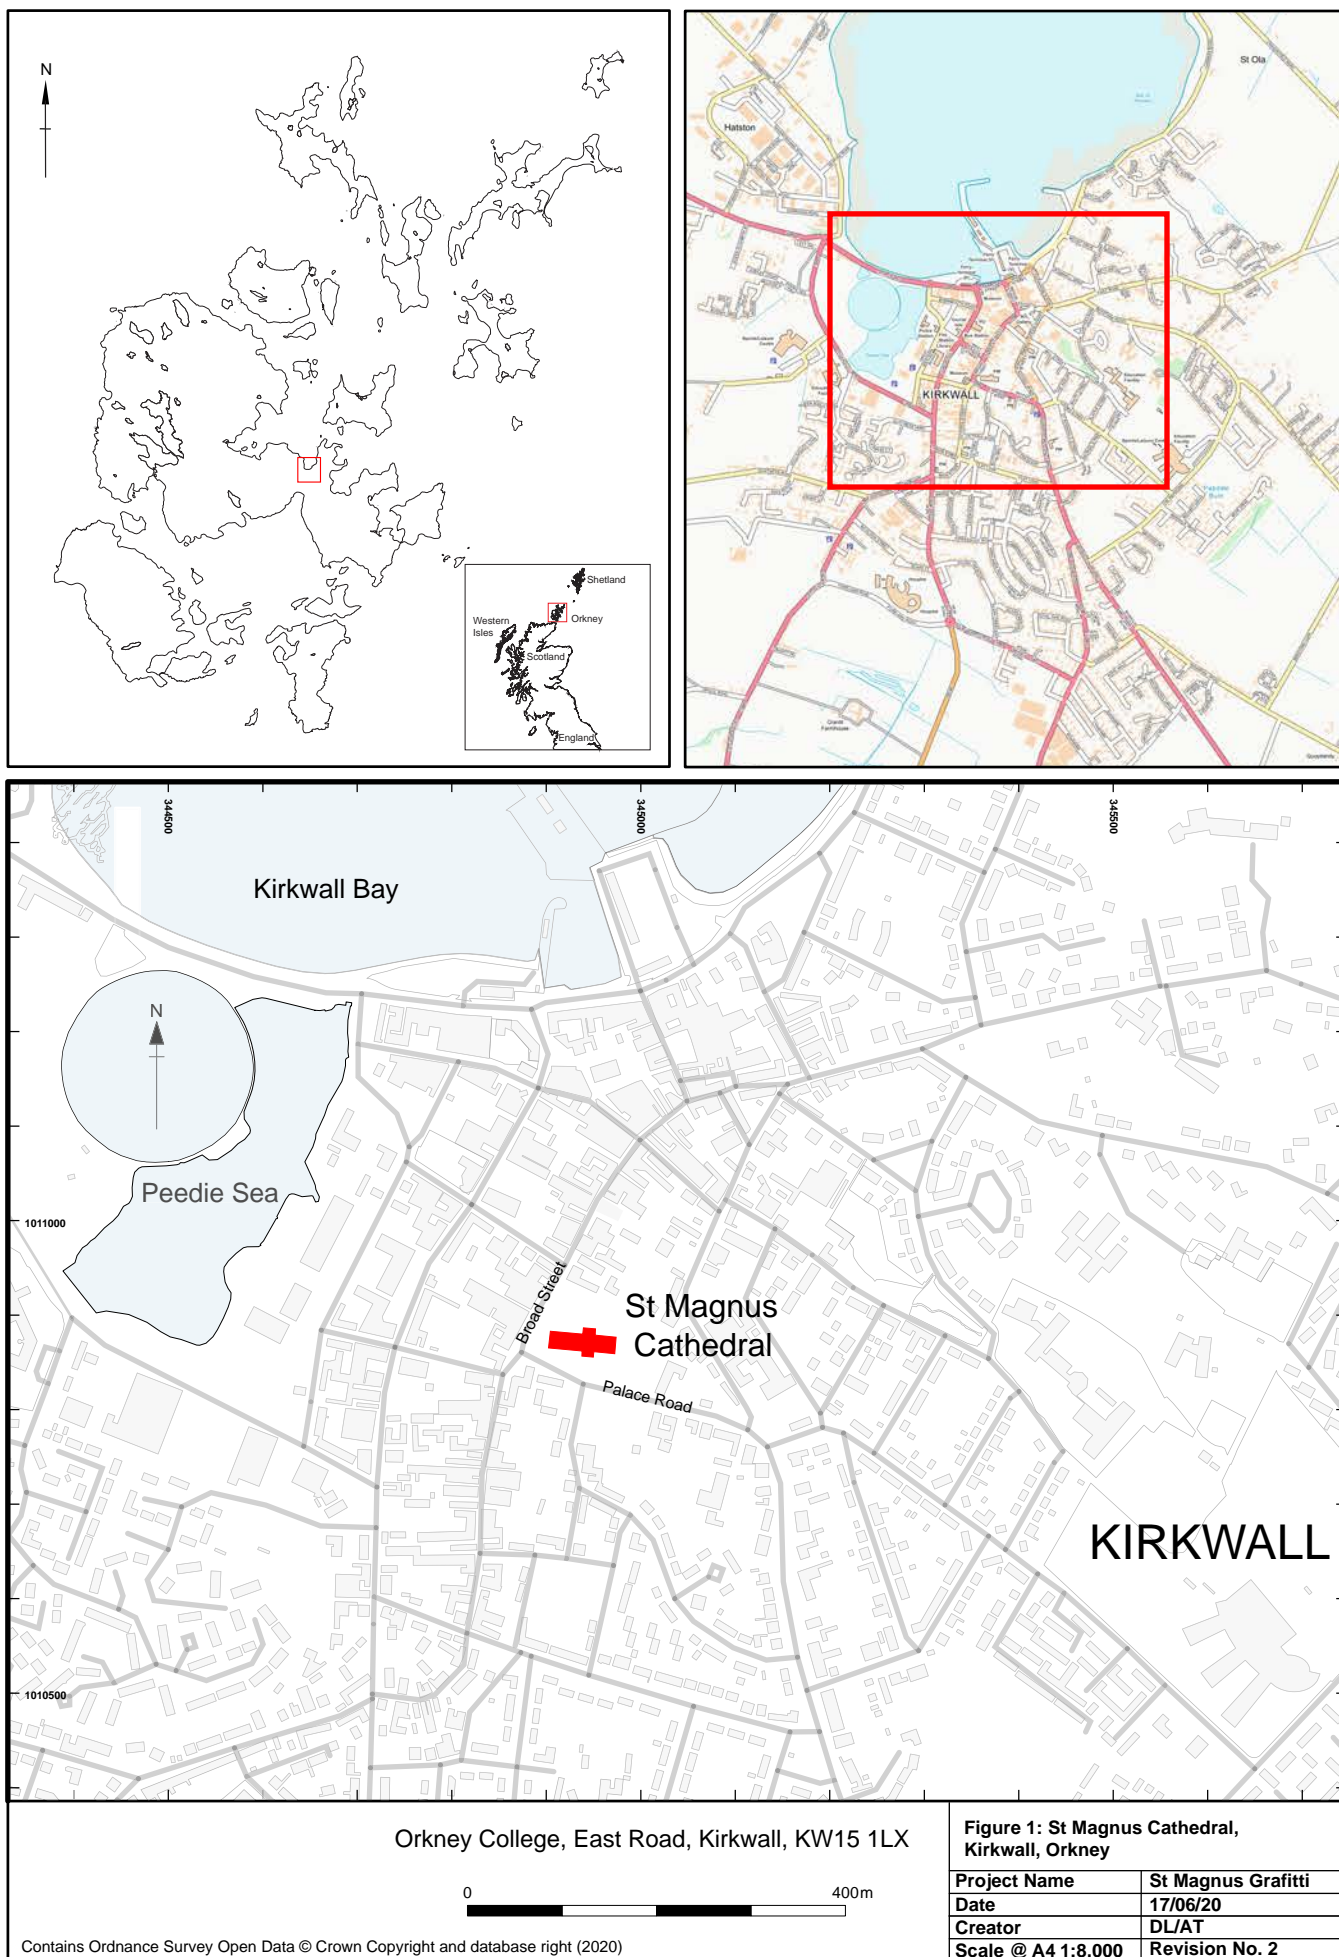 N
Shetland
Orkney
Western
Isles
Scotland
England
St Ola
Hatston
KIRKWALL
Museum
344500
345000
345500
Kirkwall Bay
N
Peedie Sea
1011000
Broad Street
St Magnus
Cathedral
Palace Road
KIRKWALL
1010500
Orkney College, East Road, Kirkwall, KW15 1LX
0 400m
Contains Ordnance Survey Open Data © Crown Copyright and database right (2020)
Figure 1: St Magnus Cathedral,
Kirkwall, Orkney
Project Name St Magnus Grafitti
Date 17/06/20
Creator DL/AT
Scale @ A4 1:8,000 Revision No. 2